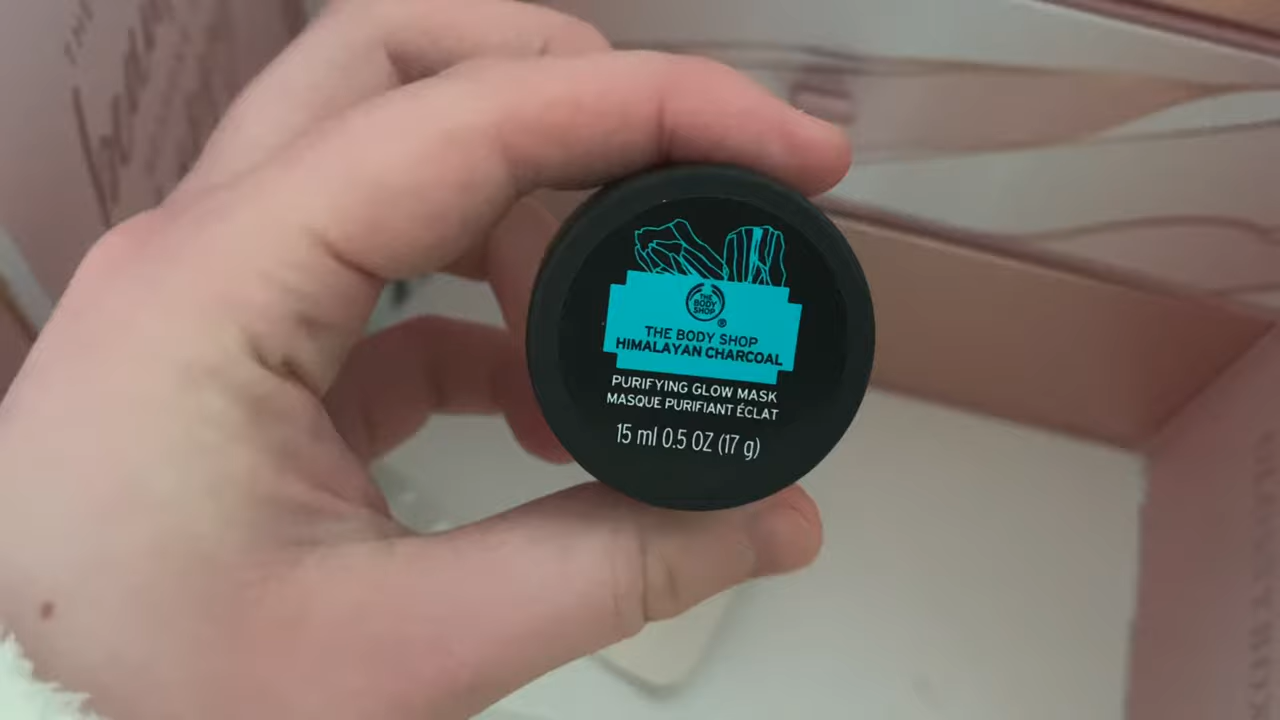 THE
BODY
SHOP
®
THE BODY SHOP
HIMALAYAN CHARCOAL
PURIFYING GLOW MASK
MASQUE PURIFIANT ÉCLAT
15 ml 0.5 OZ (17 g)